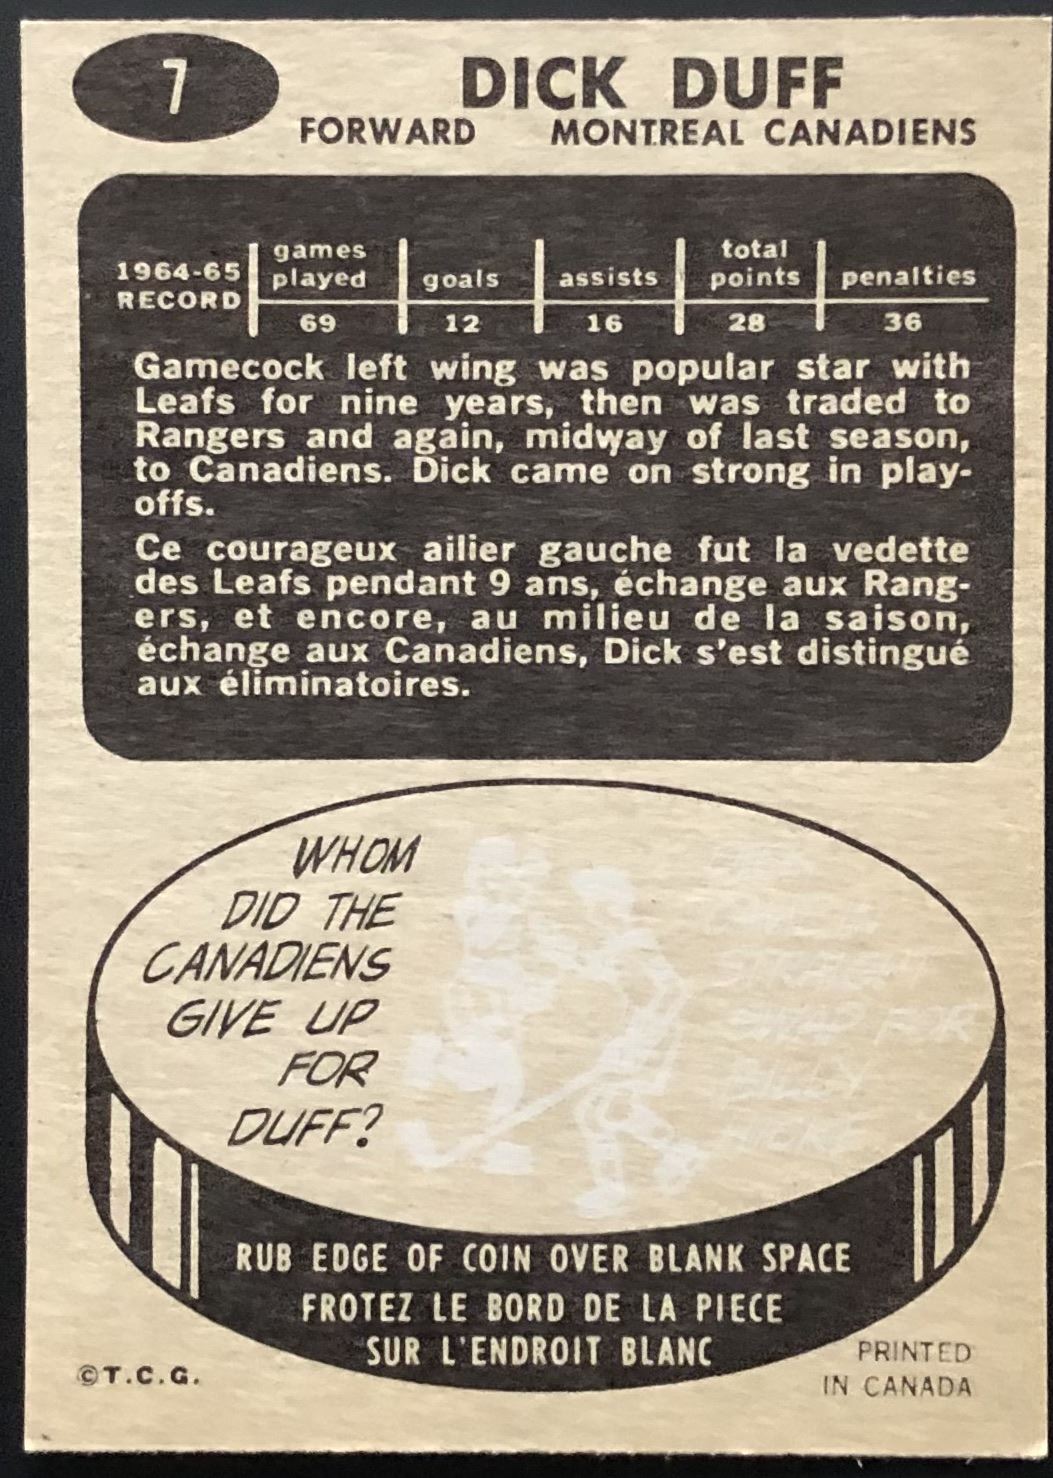 7
DICK DUFF
FORWARD MONTREAL CANADIENS
1964-65 RECORD
games played goals assists total points penalties
69 12 16 28 36
Gamecock left wing was popular star with
Leafs for nine years, then was traded to
Rangers and again, midway of last season,
to Canadiens. Dick came on strong in play-
offs.
Ce courageux ailier gauche fut la vedette
des Leafs pendant 9 ans, échange aux Rang-
ers, et encore, au milieu de la saison,
échange aux Canadiens, Dick s'est distingué
aux éliminatoires.
WHOM
DID THE
CANADIENS
GIVE UP
FOR
DUFF?
FOR
BILLY
HICKE
RUB EDGE OF COIN OVER BLANK SPACE
FROTEZ LE BORD DE LA PIECE
SUR L'ENDROIT BLANC
©T.C.G.
PRINTED
IN CANADA